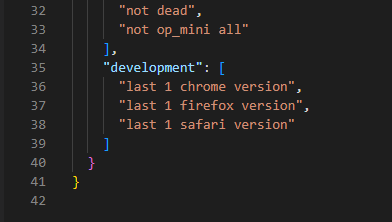 32 "not dead",
33 "not op_mini all"
34 ],
35 "development": [
36 "last 1 chrome version",
37 "last 1 firefox version",
38 "last 1 safari version"
39 ]
40 }
41 }
42